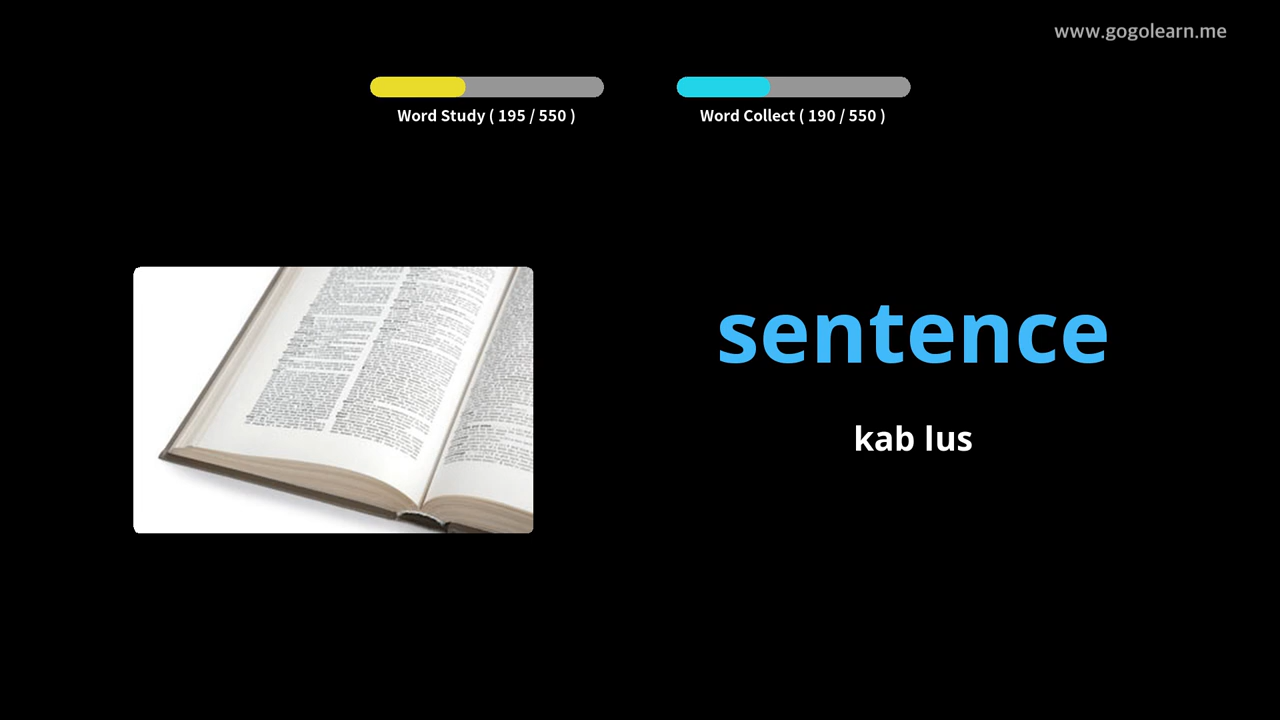 www.gogolearn.me
Word Study ( 195 / 550 )
Word Collect ( 190 / 550 )
sentence
kab lus